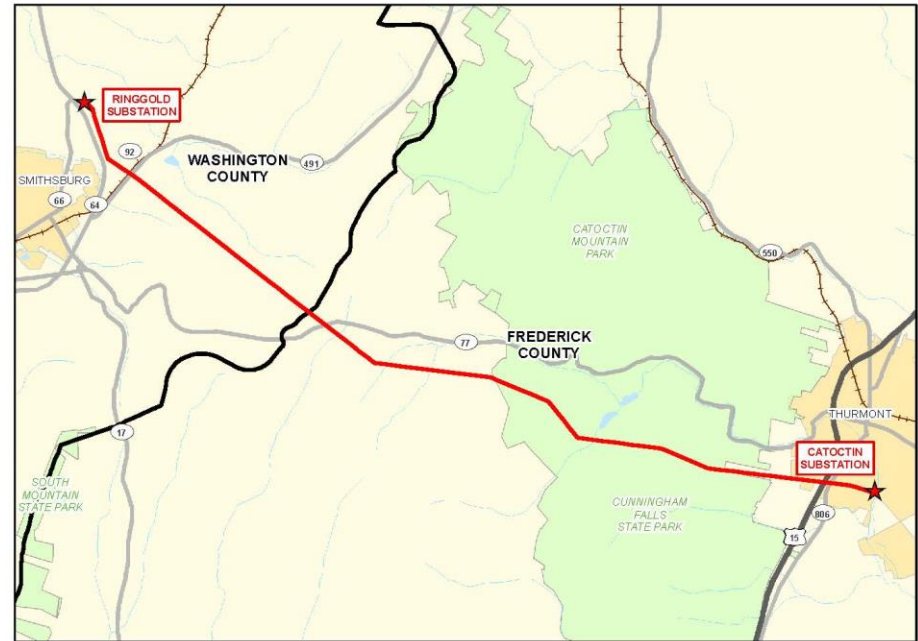 RINGGOLD
SUBSTATION
WASHINGTON
COUNTY
92
491
SMITHSBURG
66
64
CATOCTIN
MOUNTAIN
PARK
550
FREDERICK
COUNTY
77
THURMONT
17
CATOCTIN
SUBSTATION
SOUTH
MOUNTAIN
STATE PARK
CUNNINGHAM
FALLS
STATE PARK
806
15